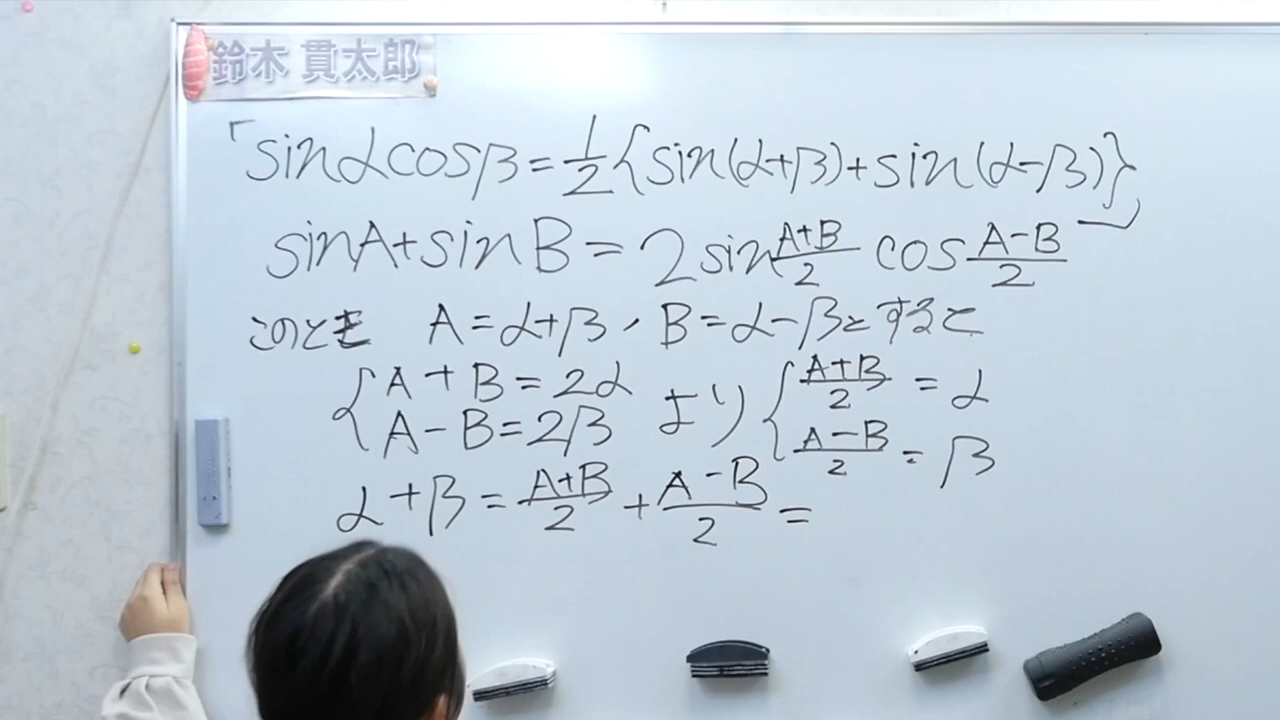 鈴木 貫太郎
「sinαcosβ=1/2{sin(α+β)+sin(α-β)}
sinA+sinB=2sin (A+B)/2 cos (A-B)/2」
このとき A=α+β、B=α-βとすると
{A+B=2α より {(A+B)/2=α
A-B=2β (A-B)/2=β
α+β=(A+B)/2+(A-B)/2=